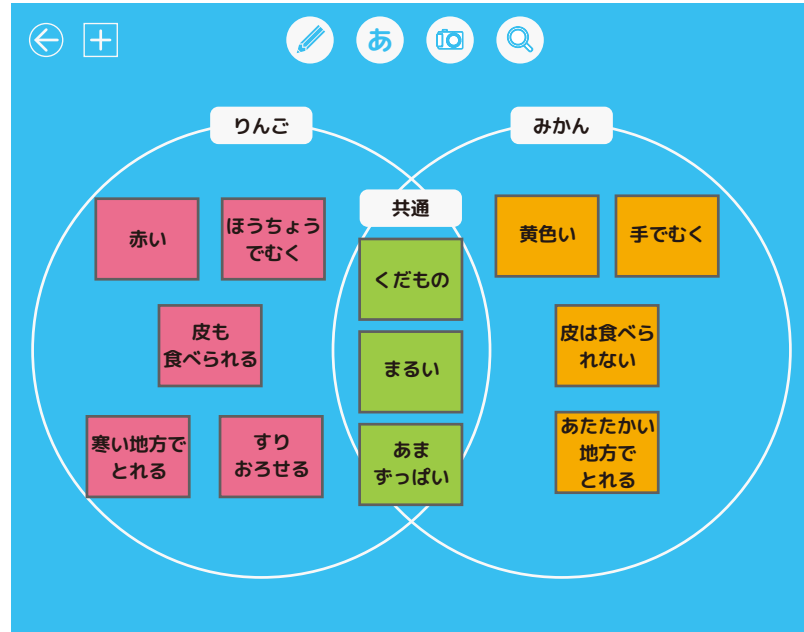 あ
りんご
みかん
共通
赤い
ほうちょう
でむく
皮も
食べられる
寒い地方で
とれる
すり
おろせる
くだもの
まるい
あま
ずっぱい
黄色い
手でむく
皮は食べら
れない
あたたかい
地方で
とれる